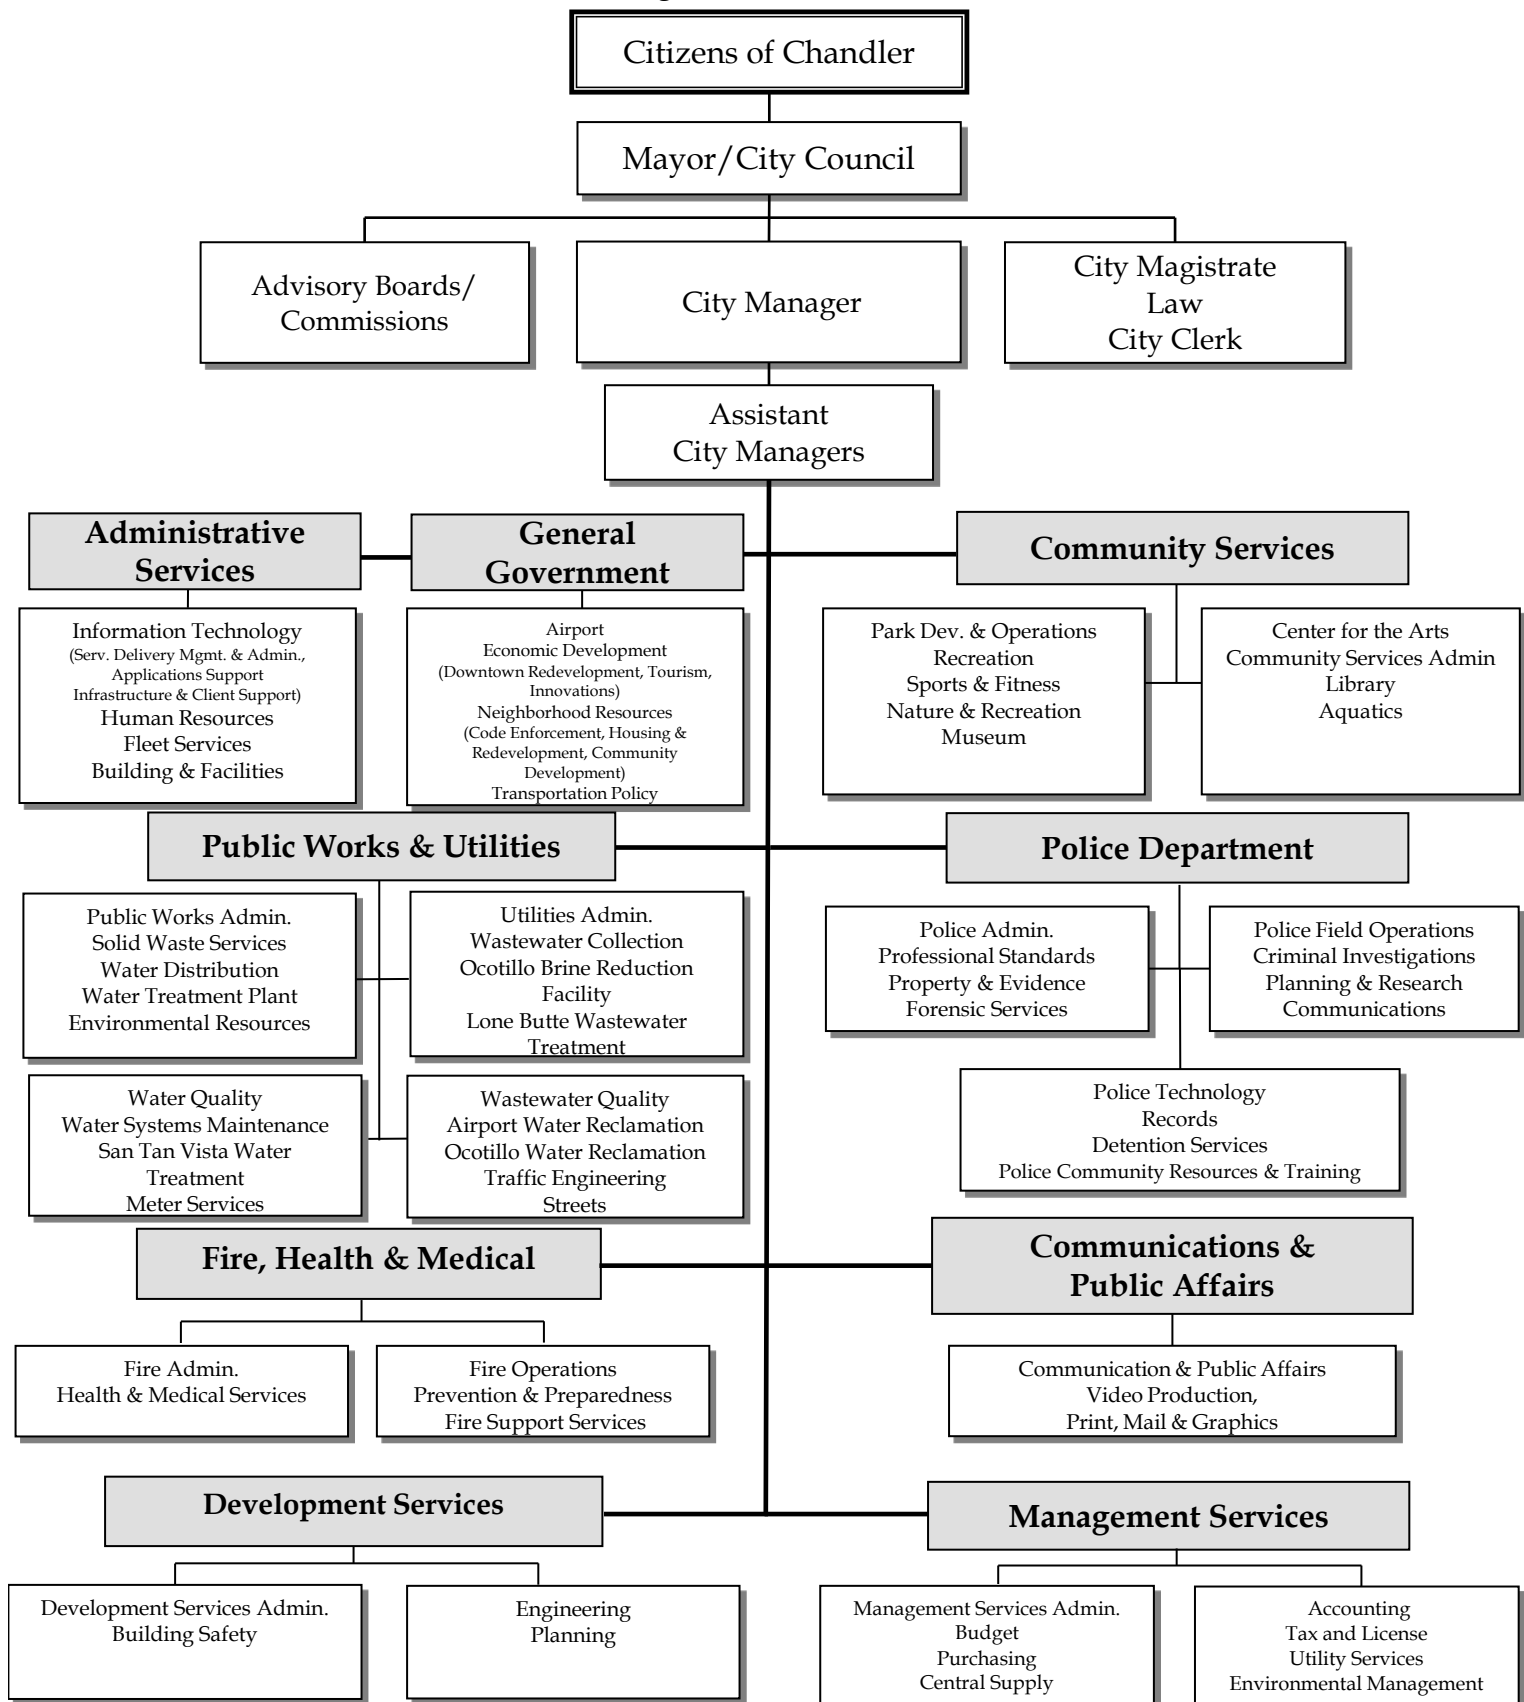 Citizens of Chandler
Mayor/City Council
Advisory Boards/
Commissions
City Manager
City Magistrate
Law
City Clerk
Assistant
City Managers
Administrative
Services
General
Government
Community Services
Information Technology
(Serv. Delivery Mgmt. & Admin.,
Applications Support
Infrastructure & Client Support)
Human Resources
Fleet Services
Building & Facilities
Airport
Economic Development
(Downtown Redevelopment, Tourism,
Innovations)
Neighborhood Resources
(Code Enforcement, Housing &
Redevelopment, Community
Development)
Transportation Policy
Park Dev. & Operations
Recreation
Sports & Fitness
Nature & Recreation
Museum
Center for the Arts
Community Services Admin
Library
Aquatics
Public Works & Utilities
Police Department
Public Works Admin.
Solid Waste Services
Water Distribution
Water Treatment Plant
Environmental Resources
Utilities Admin.
Wastewater Collection
Ocotillo Brine Reduction
Facility
Lone Butte Wastewater
Treatment
Police Admin.
Professional Standards
Property & Evidence
Forensic Services
Police Field Operations
Criminal Investigations
Planning & Research
Communications
Water Quality
Water Systems Maintenance
San Tan Vista Water
Treatment
Meter Services
Wastewater Quality
Airport Water Reclamation
Ocotillo Water Reclamation
Traffic Engineering
Streets
Police Technology
Records
Detention Services
Police Community Resources & Training
Fire, Health & Medical
Communications &
Public Affairs
Fire Admin.
Health & Medical Services
Fire Operations
Prevention & Preparedness
Fire Support Services
Communication & Public Affairs
Video Production,
Print, Mail & Graphics
Development Services
Management Services
Development Services Admin.
Building Safety
Engineering
Planning
Management Services Admin.
Budget
Purchasing
Central Supply
Accounting
Tax and License
Utility Services
Environmental Management